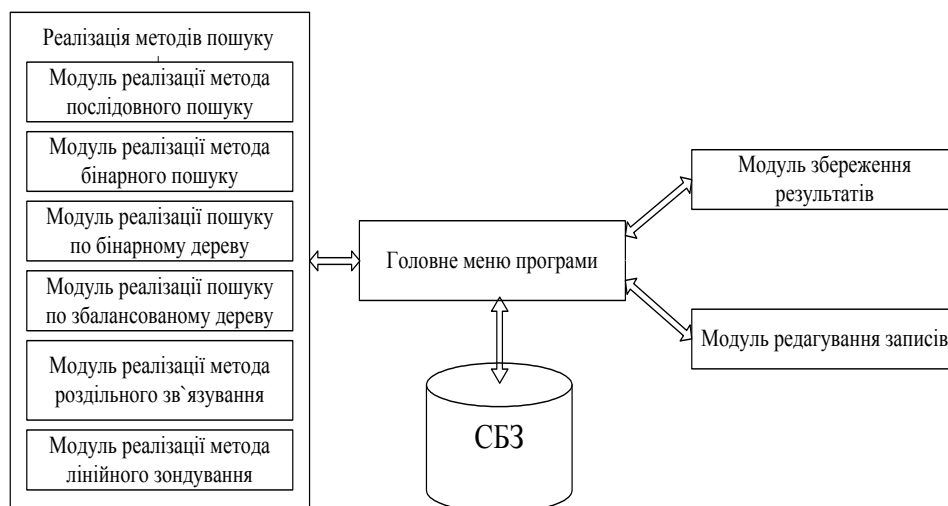 Реалізація методів пошуку
Модуль реалізації метода
послідовного пошуку
Модуль реалізації метода
бінарного пошуку
Модуль реалізації пошуку
по бінарному дереву
Модуль реалізації пошуку
по збалансованому дереву
Модуль реалізації метода
роздільного зв`язування
Модуль реалізації метода
лінійного зондування
Головне меню програми
СБЗ
Модуль збереження
результатів
Модуль редагування записів